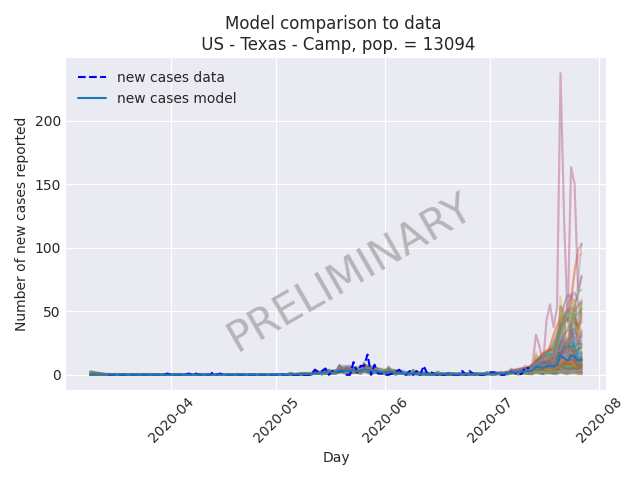 Model comparison to data
US - Texas - Camp, pop. = 13094
new cases data
new cases model
Number of new cases reported
200
150
100
50
0
PRELIMINARY
2020-04
2020-05
2020-06
2020-07
2020-08
Day